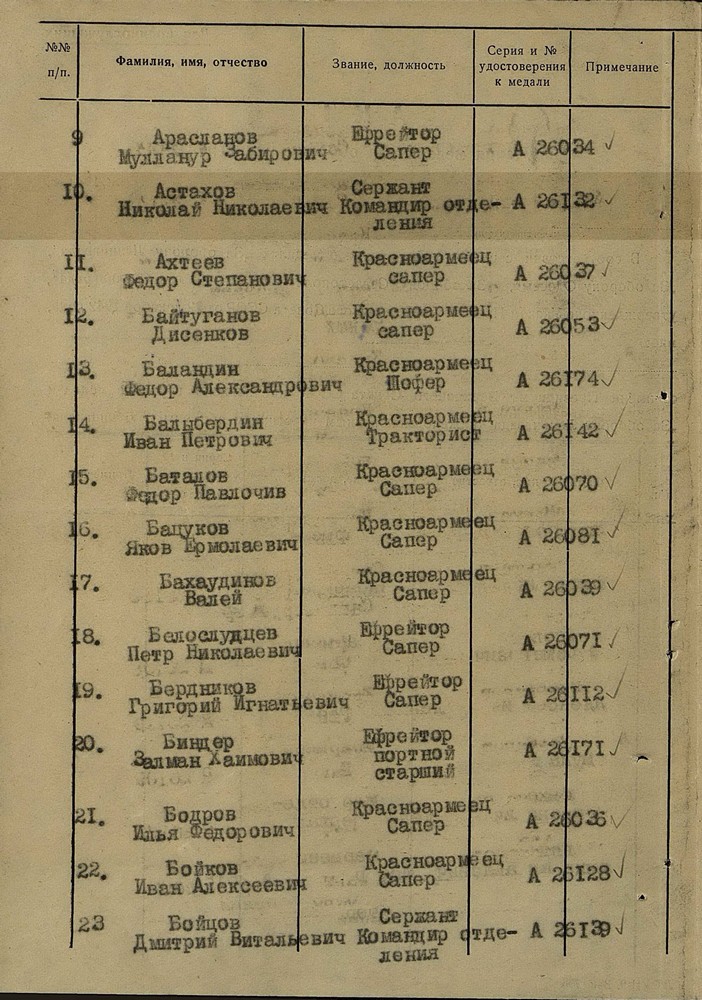 №№ п/п. Фамилия, имя, отчество Звание, должность Серия и № удостоверения к медали Примечание
9 Арасланов Ефрейтор
Мулланур Забирович Сапер А 26034 ✓
10. Астахов Сержант
Николай Николаевич Командир отде- А 26132 ✓
ления
11. Ахтеев Красноармеец
Федор Степанович сапер А 26037 ✓
12. Байтуганов Красноармеец
Дисенков сапер А 26053 ✓
13. Баландин Красноармеец
Федор Александрович Шофер А 26174 ✓
14. Балыбердин Красноармеец
Иван Петрович Тракторист А 26142 ✓
15. Баталов Красноармеец
Федор Павлочив Сапер А 26070 ✓
16. Бацуков Красноармеец
Яков Ермолаевич Сапер А 26081 ✓
17. Бахаудинов Красноармеец
Валей Сапер А 26039 ✓
18. Белослудцев Ефрейтор
Петр Николаевич Сапер А 26071 ✓
19. Бердников Ефрейтор
Григорий Игнатьевич Сапер А 26112 ✓
20. Биндер Ефрейтор
Залман Хаимович портной А 26171 ✓
старший
21. Бодров Красноармеец
Илья Федорович Сапер А 26036 ✓
22. Бойков Красноармеец
Иван Алексеевич Сапер А 26128 ✓
23 Бойцов Сержант
Дмитрий Витальевич Командир отде- А 26139 ✓
ления